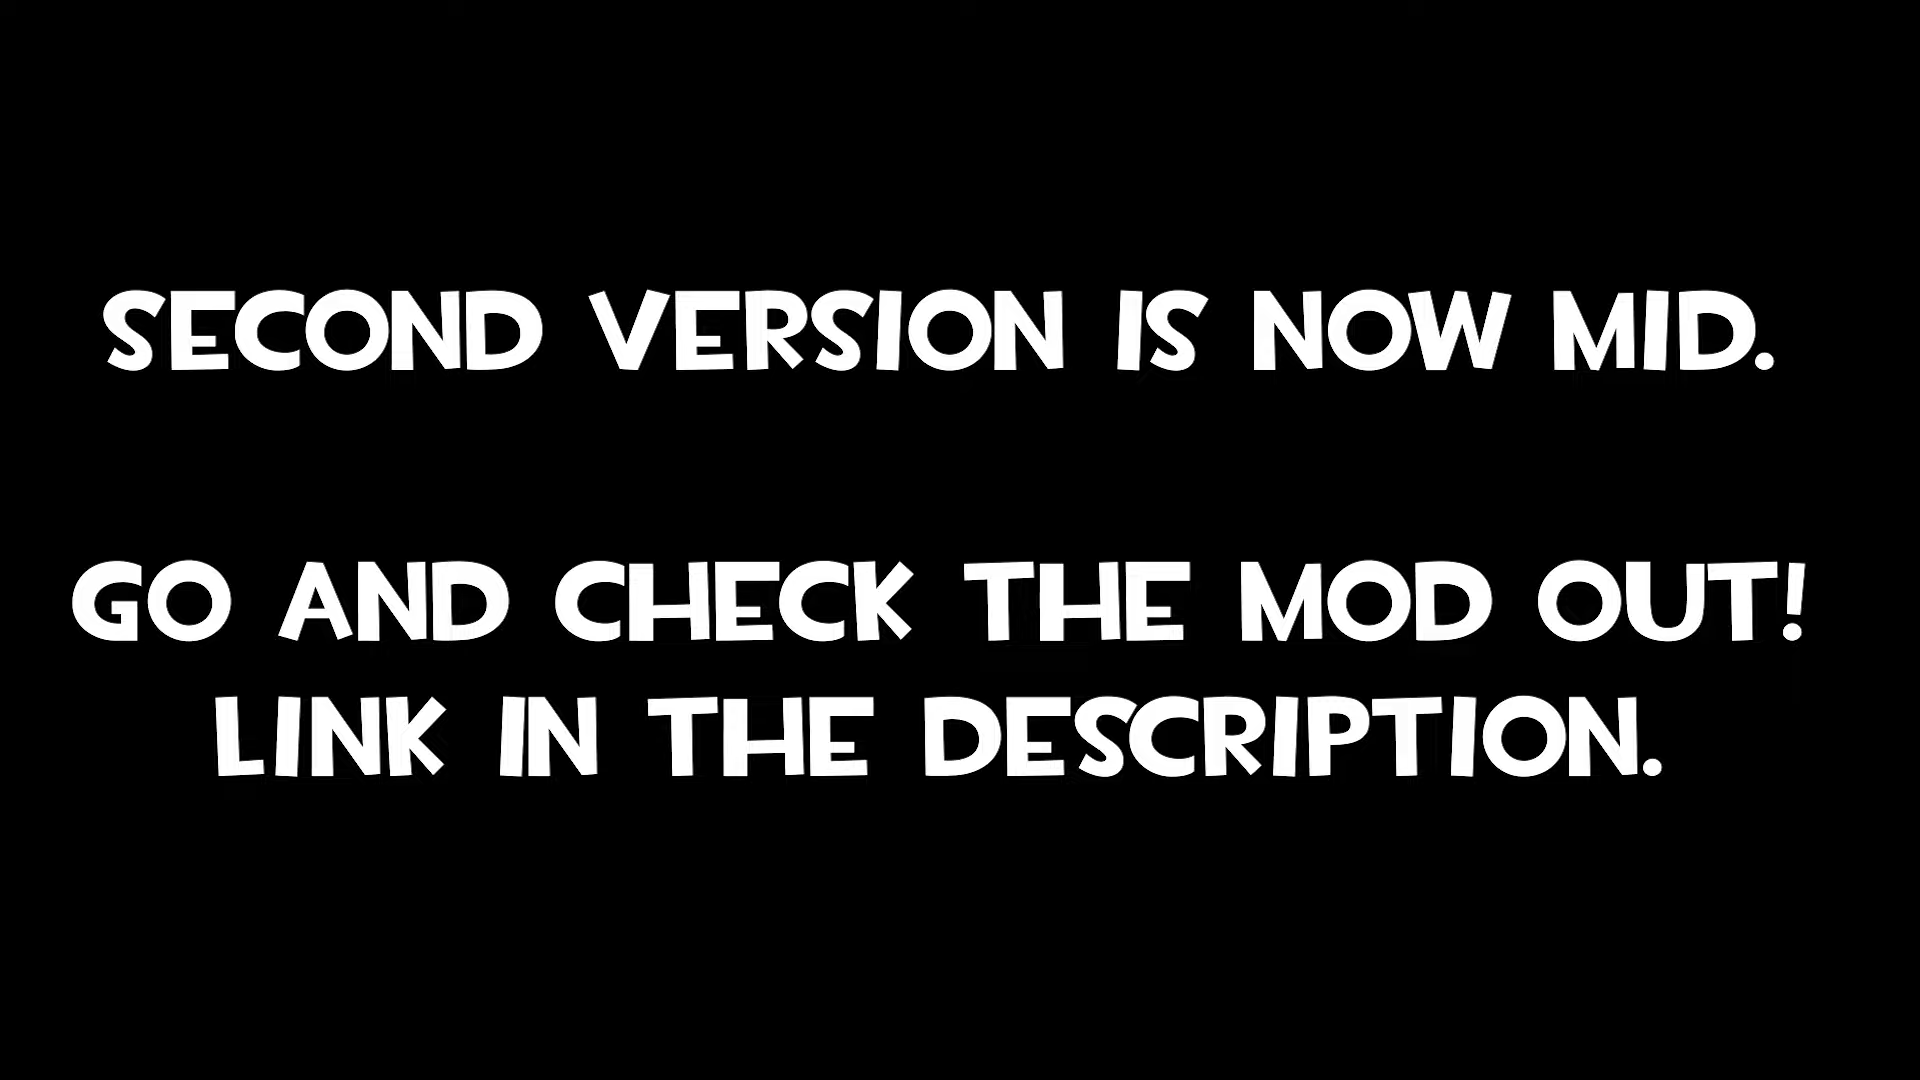 SECOND VERSION IS NOW MID.
GO AND CHECK THE MOD OUT!
LINK IN THE DESCRIPTION.